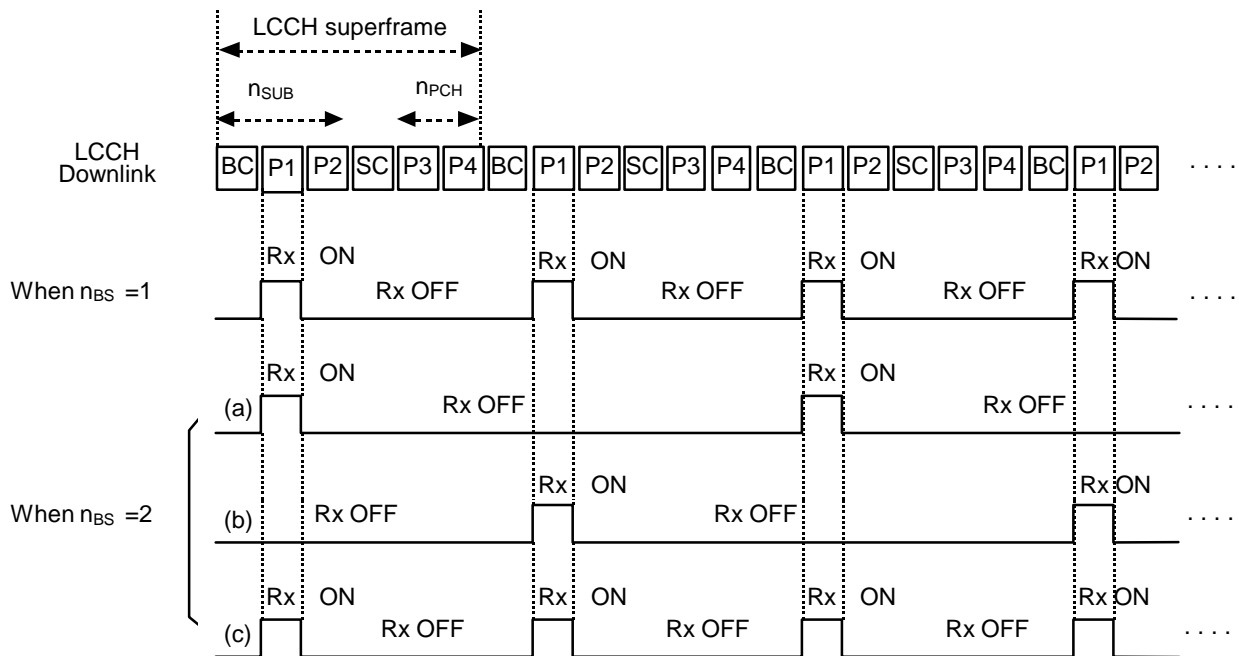 LCCH superframe
nSUB
nPCH
LCCH
Downlink
BC P1 P2 SC P3 P4 BC P1 P2 SC P3 P4 BC P1 P2 SC P3 P4 BC P1 P2 . . . .
Rx ON Rx ON Rx ON Rx ON
When nBS =1 Rx OFF Rx OFF Rx OFF . . . .
Rx ON Rx ON
(a) Rx OFF Rx OFF . . . .
Rx ON Rx ON
When nBS =2 (b) Rx OFF Rx OFF . . . .
Rx ON Rx ON Rx ON Rx ON
(c) Rx OFF Rx OFF Rx OFF . . . .